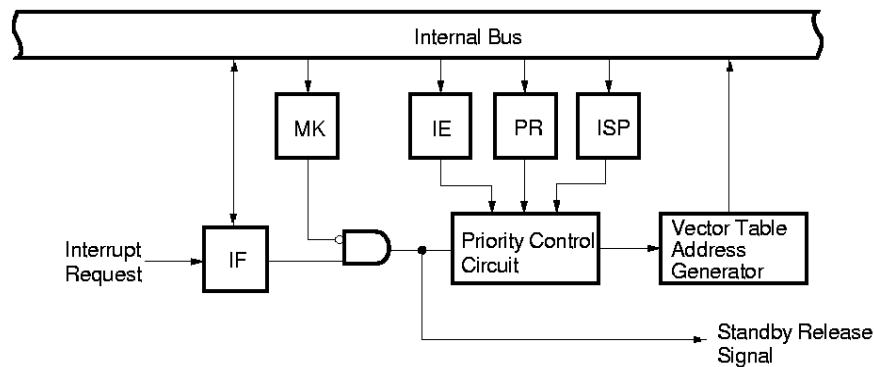 Internal Bus
MK
IE
PR
ISP
Interrupt
Request
IF
Priority Control
Circuit
Vector Table
Address
Generator
Standby Release
Signal